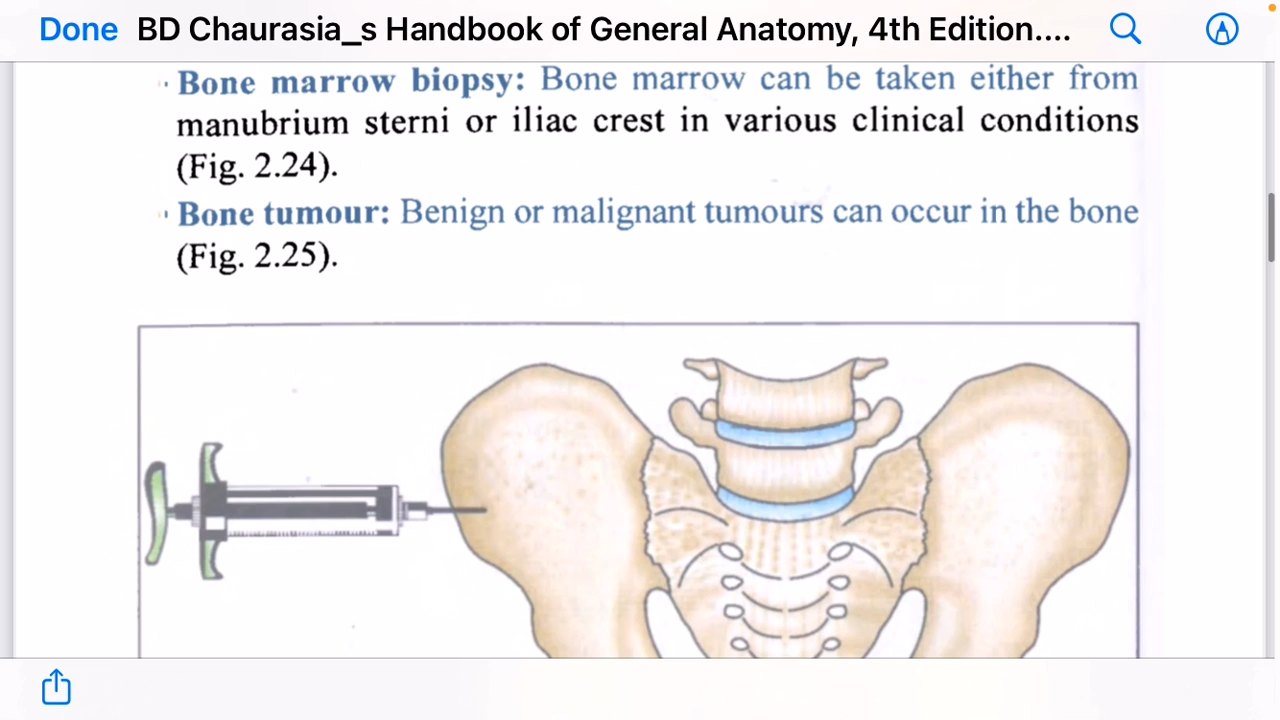 Done BD Chaurasia_s Handbook of General Anatomy, 4th Edition....
Bone marrow biopsy: Bone marrow can be taken either from
manubrium sterni or iliac crest in various clinical conditions
(Fig. 2.24).
Bone tumour: Benign or malignant tumours can occur in the bone
(Fig. 2.25).